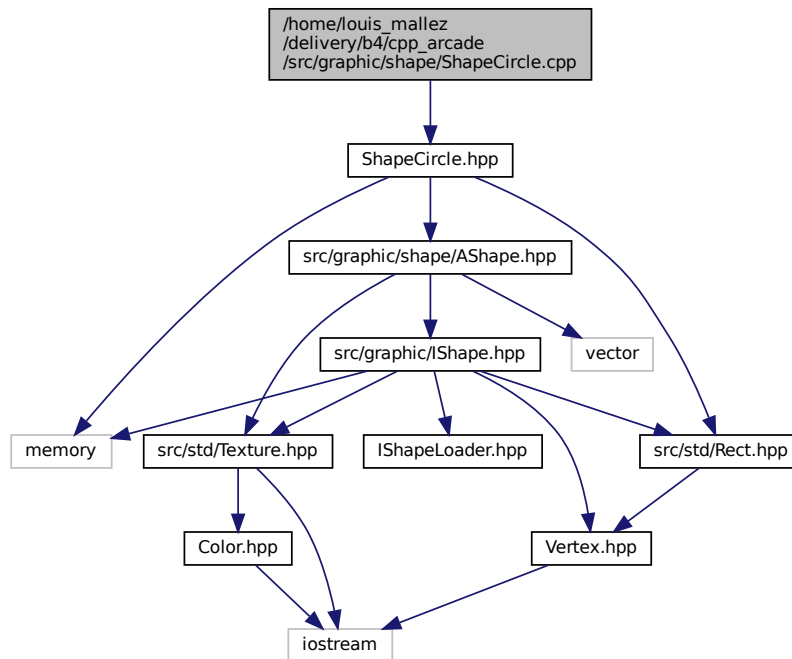 /home/louis_mallez
/delivery/b4/cpp_arcade
/src/graphic/shape/ShapeCircle.cpp
ShapeCircle.hpp
src/graphic/shape/AShape.hpp
src/graphic/IShape.hpp
vector
memory
src/std/Texture.hpp
IShapeLoader.hpp
src/std/Rect.hpp
Color.hpp
Vertex.hpp
iostream